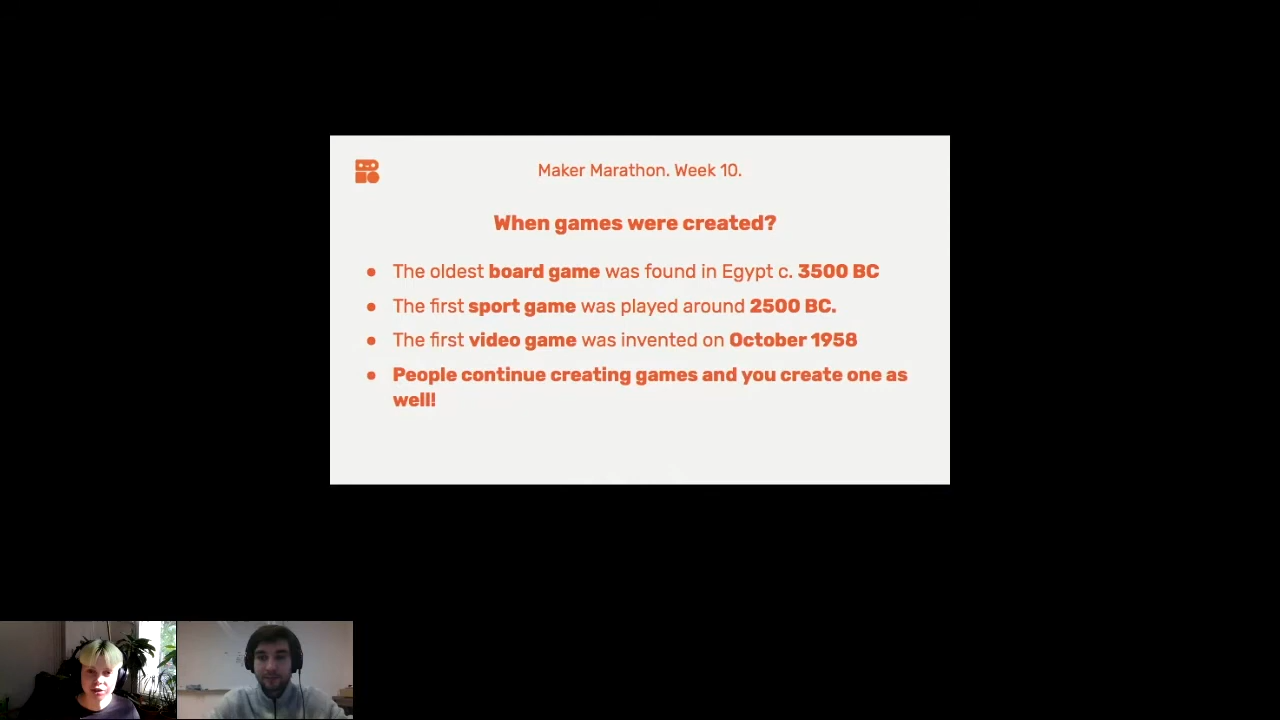 Maker Marathon. Week 10.
When games were created?
● The oldest board game was found in Egypt c. 3500 BC
● The first sport game was played around 2500 BC.
● The first video game was invented on October 1958
● People continue creating games and you create one as
well!